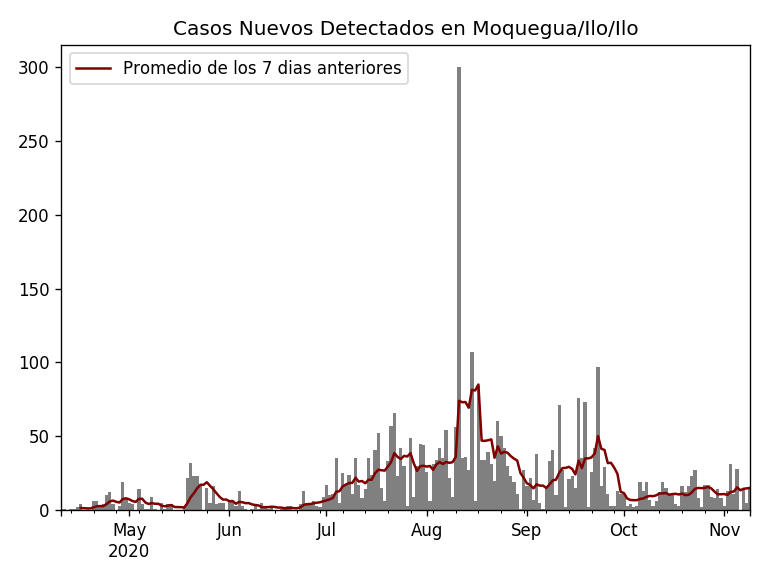 Casos Nuevos Detectados en Moquegua/Ilo/Ilo
Promedio de los 7 dias anteriores
300
250
200
150
100
50
0
May Jun Jul Aug Sep Oct Nov
2020